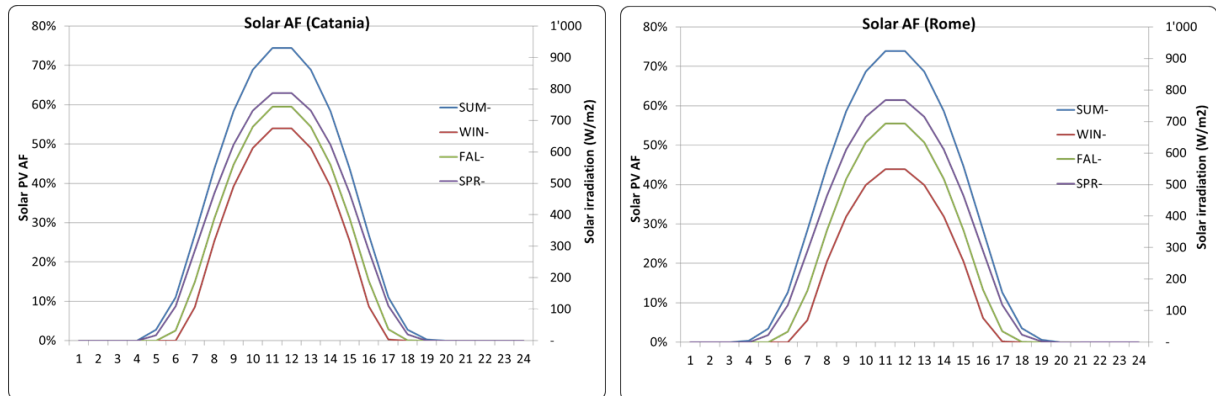 Solar AF (Catania)
80%
70%
60%
50%
40%
30%
20%
10%
0%
Solar PV AF
1'000
900
800
700
600
500
400
300
200
100
-
Solar irradiation (W/m2)
SUM-
WIN-
FAL-
SPR-
1 2 3 4 5 6 7 8 9 10 11 12 13 14 15 16 17 18 19 20 21 22 23 24
Solar AF (Rome)
80%
70%
60%
50%
40%
30%
20%
10%
0%
Solar PV AF
1'000
900
800
700
600
500
400
300
200
100
-
Solar irradiation (W/m2)
SUM-
WIN-
FAL-
SPR-
1 2 3 4 5 6 7 8 9 10 11 12 13 14 15 16 17 18 19 20 21 22 23 24